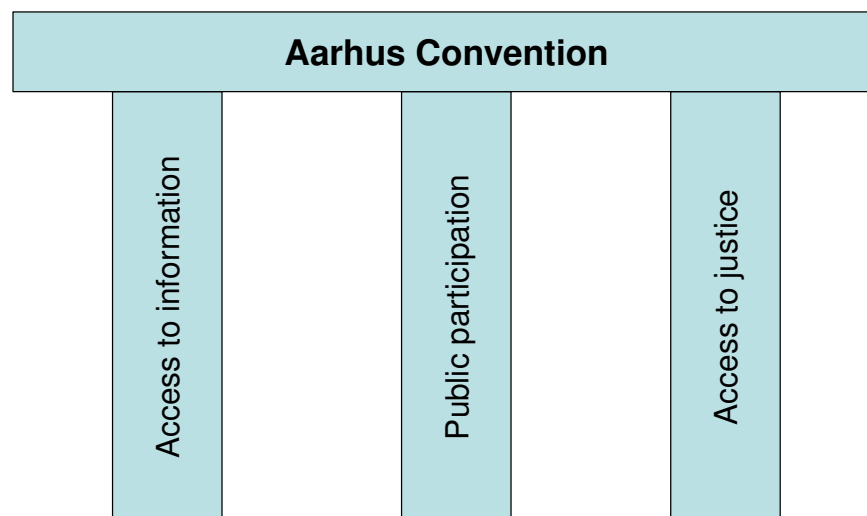 Aarhus Convention
Access to information
Public participation
Access to justice